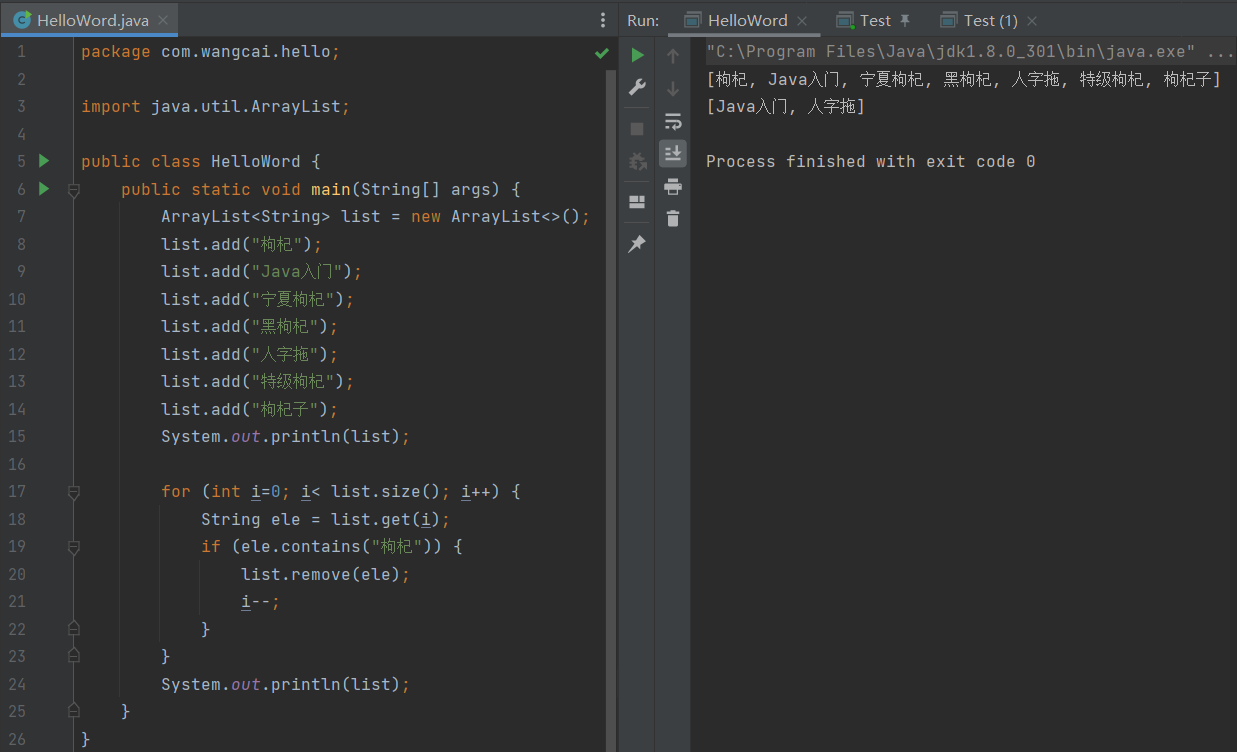 HelloWord.java
Run: HelloWord Test Test (1)
1 package com.wangcai.hello;
2
3 import java.util.ArrayList;
4
5 public class HelloWord {
6 public static void main(String[] args) {
7 ArrayList<String> list = new ArrayList<>();
8 list.add("枸杞");
9 list.add("Java入门");
10 list.add("宁夏枸杞");
11 list.add("黑枸杞");
12 list.add("人字拖");
13 list.add("特级枸杞");
14 list.add("枸杞子");
15 System.out.println(list);
16
17 for (int i=0; i< list.size(); i++) {
18 String ele = list.get(i);
19 if (ele.contains("枸杞")) {
20 list.remove(ele);
21 i--;
22 }
23 }
24 System.out.println(list);
25 }
26 }
"C:\Program Files\Java\jdk1.8.0_301\bin\java.exe" ...
[枸杞, Java入门, 宁夏枸杞, 黑枸杞, 人字拖, 特级枸杞, 枸杞子]
[Java入门, 人字拖]
Process finished with exit code 0